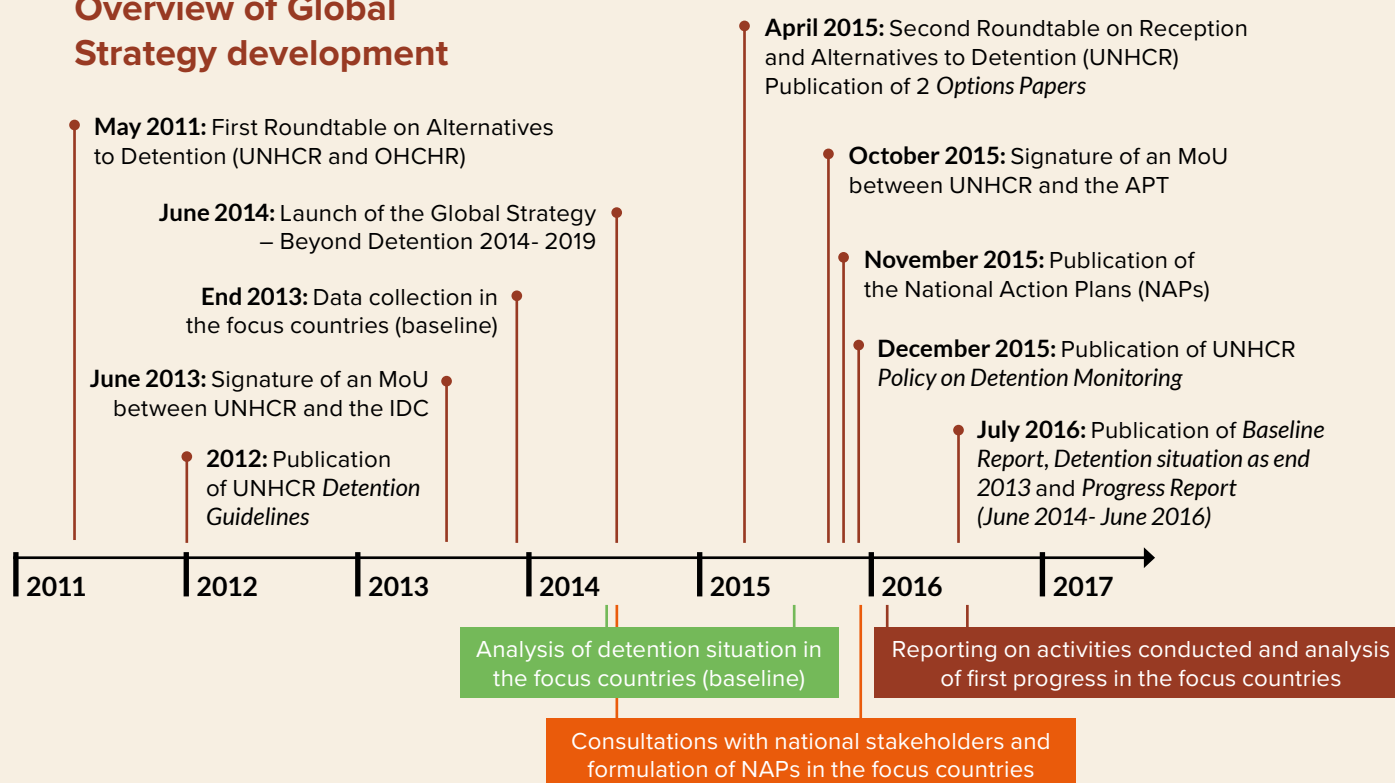 Overview of Global
Strategy development
May 2011: First Roundtable on Alternatives
to Detention (UNHCR and OHCHR)
June 2014: Launch of the Global Strategy
– Beyond Detention 2014- 2019
End 2013: Data collection in
the focus countries (baseline)
June 2013: Signature of an MoU
between UNHCR and the IDC
2012: Publication
of UNHCR Detention
Guidelines
April 2015: Second Roundtable on Reception
and Alternatives to Detention (UNHCR)
Publication of 2 Options Papers
October 2015: Signature of an MoU
between UNHCR and the APT
November 2015: Publication of
the National Action Plans (NAPs)
December 2015: Publication of UNHCR
Policy on Detention Monitoring
July 2016: Publication of Baseline
Report, Detention situation as end
2013 and Progress Report
(June 2014- June 2016)
2011 2012 2013 2014 2015 2016 2017
Analysis of detention situation in
the focus countries (baseline)
Reporting on activities conducted and analysis
of first progress in the focus countries
Consultations with national stakeholders and
formulation of NAPs in the focus countries